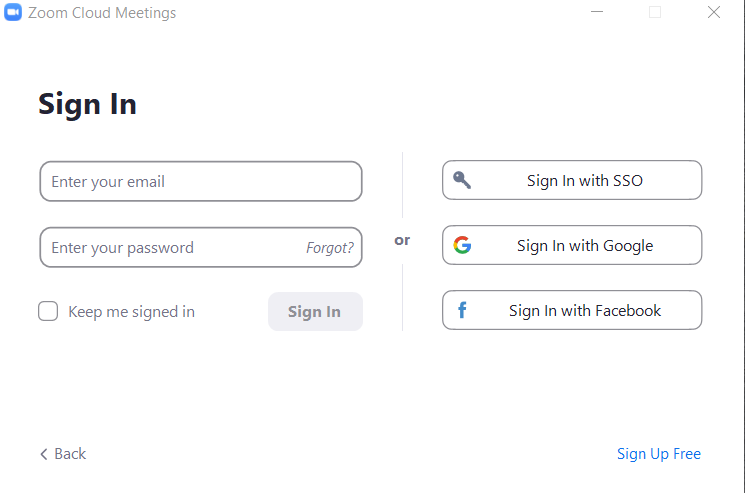 Zoom Cloud Meetings
Sign In
Enter your email
Enter your password Forgot?
Keep me signed in Sign In
or
Sign In with SSO
Sign In with Google
Sign In with Facebook
Back
Sign Up Free